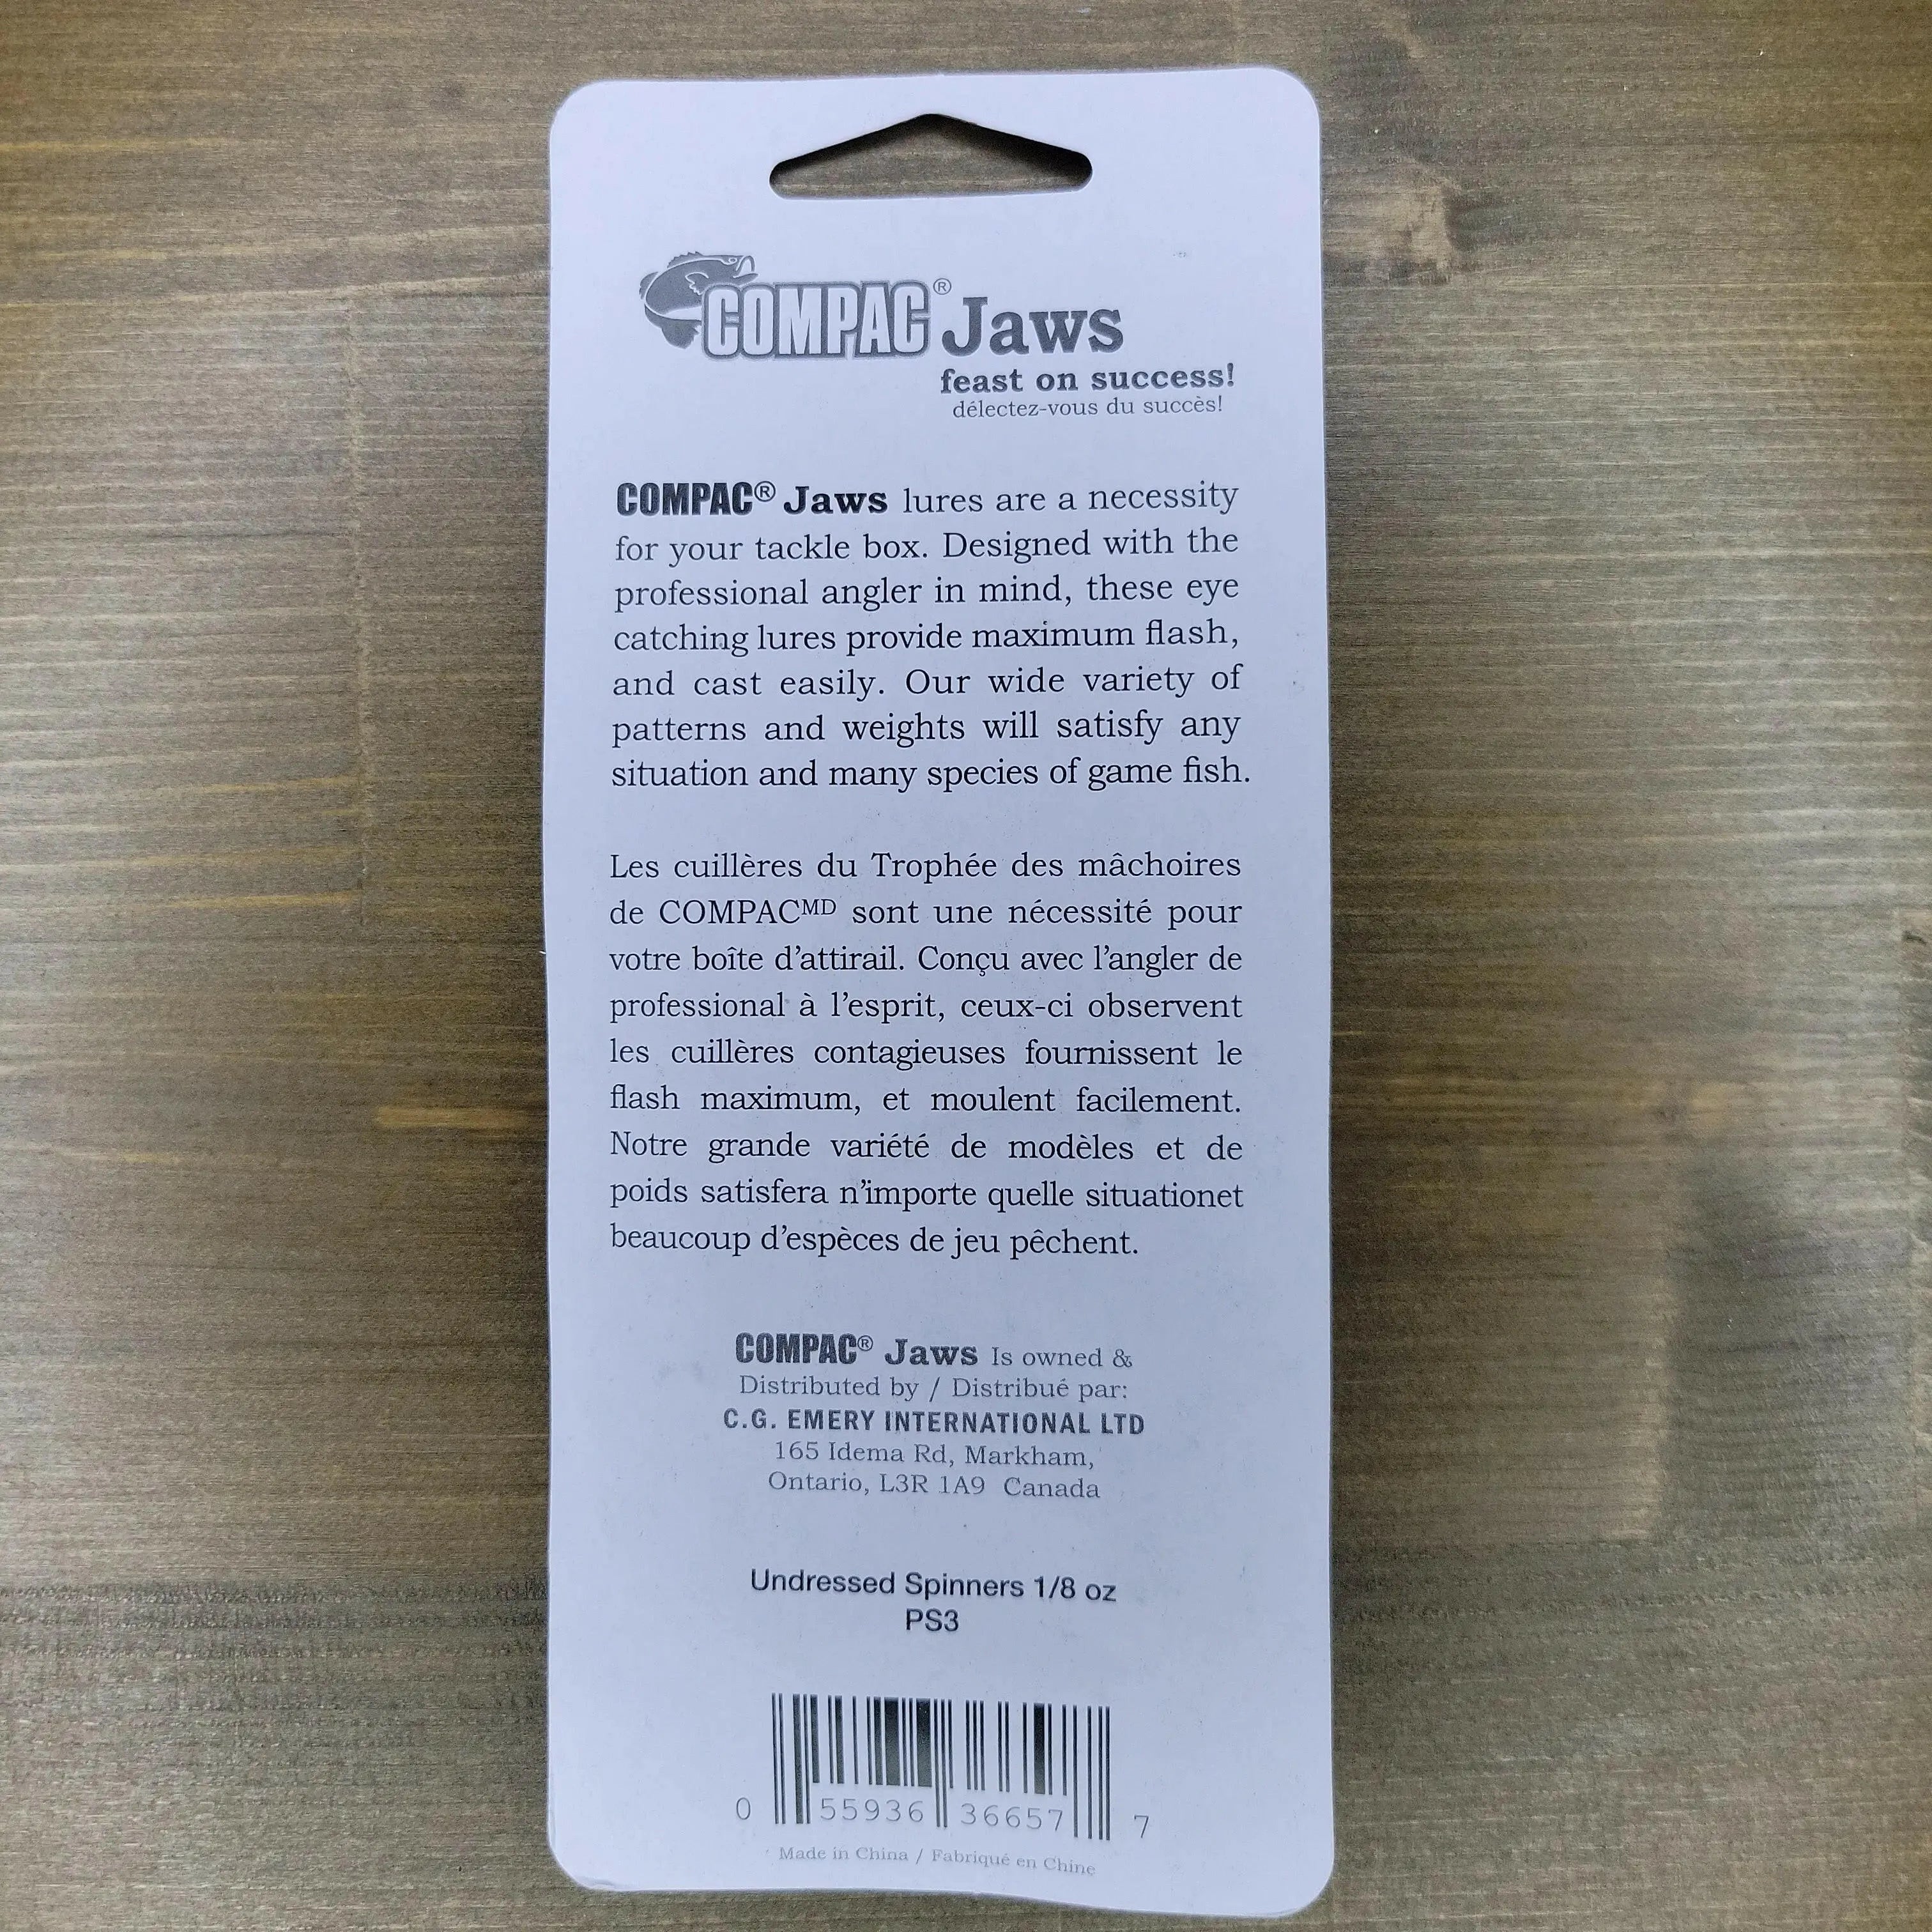 COMPAC® Jaws
feast on success!
délectez-vous du succès!
COMPAC® Jaws lures are a necessity
for your tackle box. Designed with the
professional angler in mind, these eye
catching lures provide maximum flash,
and cast easily. Our wide variety of
patterns and weights will satisfy any
situation and many species of game fish.
Les cuillères du Trophée des mâchoires
de COMPACᴹᴰ sont une nécessité pour
votre boîte d'attirail. Conçu avec l'angler de
professional à l'esprit, ceux-ci observent
les cuillères contagieuses fournissent le
flash maximum, et moulent facilement.
Notre grande variété de modèles et de
poids satisfera n'importe quelle situationet
beaucoup d'espèces de jeu pêchent.
COMPAC® Jaws Is owned &
Distributed by / Distribué par:
C.G. EMERY INTERNATIONAL LTD
165 Idema Rd, Markham,
Ontario, L3R 1A9 Canada
Undressed Spinners 1/8 oz
PS3
0 55936 36657 7
Made in China / Fabriqué en Chine